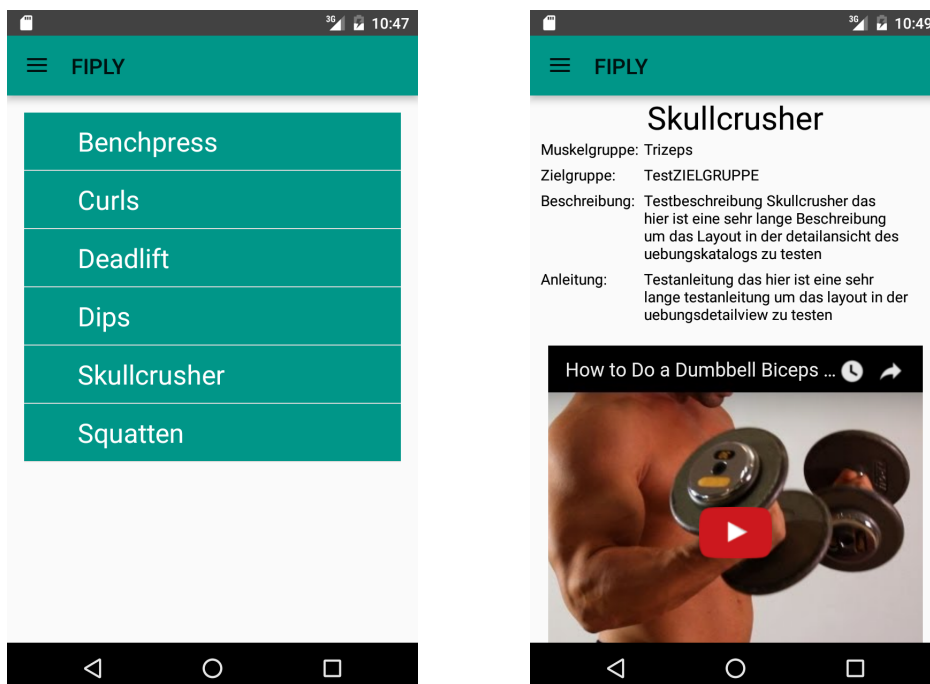 3G 10:47
FIPLY
Benchpress
Curls
Deadlift
Dips
Skullcrusher
Squatten
3G 10:49
FIPLY
Skullcrusher
Muskelgruppe: Trizeps
Zielgruppe: TestZIELGRUPPE
Beschreibung: Testbeschreibung Skullcrusher das
hier ist eine sehr lange Beschreibung
um das Layout in der detailansicht des
uebungskatalogs zu testen
Anleitung: Testanleitung das hier ist eine sehr
lange testanleitung um das layout in der
uebungsdetailview zu testen
How to Do a Dumbbell Biceps ...